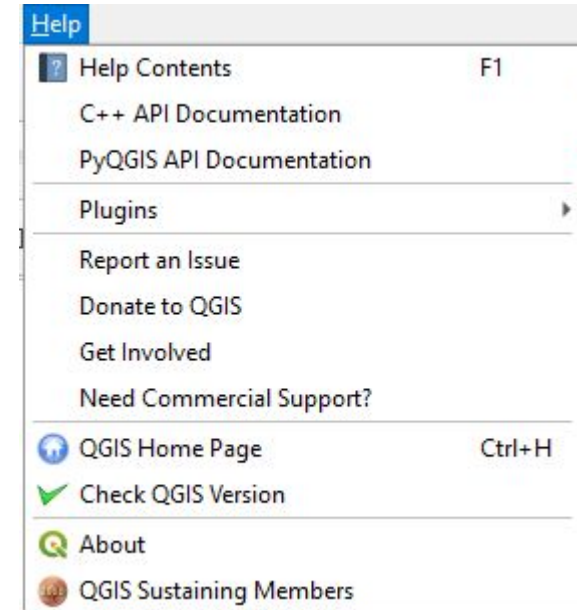 Help
Help Contents F1
C++ API Documentation
PyQGIS API Documentation
Plugins
Report an Issue
Donate to QGIS
Get Involved
Need Commercial Support?
QGIS Home Page Ctrl+H
Check QGIS Version
About
QGIS Sustaining Members